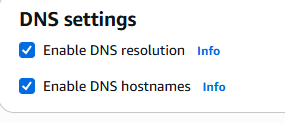 DNS settings
Enable DNS resolution Info
Enable DNS hostnames Info